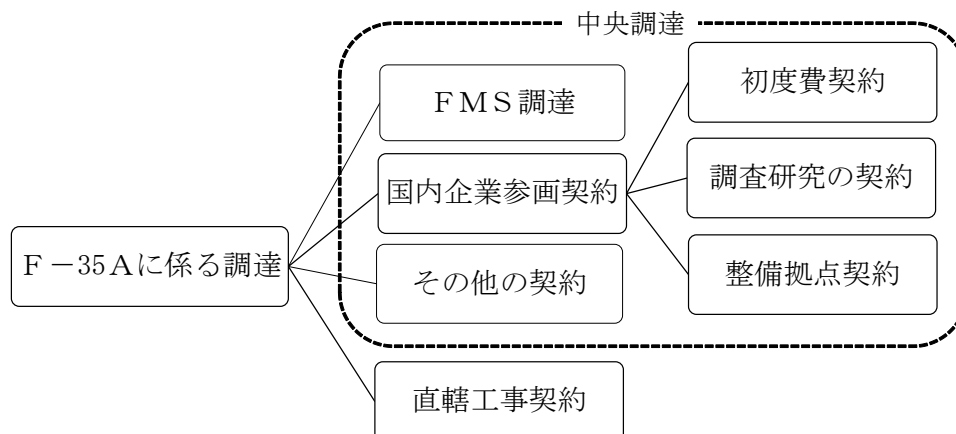 中央調達
初度費契約
ＦＭＳ調達
国内企業参画契約
調査研究の契約
Ｆ－35Ａに係る調達
その他の契約
整備拠点契約
直轄工事契約